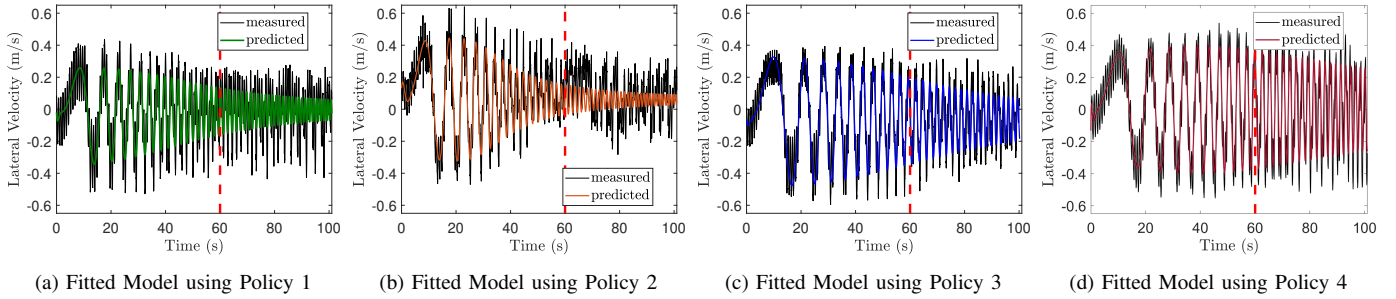 Lateral Velocity (m/s)
0.6
0.4
0.2
0
-0.2
-0.4
-0.6
measured
predicted
0
20
40
60
80
100
Time (s)
(a) Fitted Model using Policy 1
Lateral Velocity (m/s)
0.6
0.4
0.2
0
-0.2
-0.4
-0.6
measured
predicted
0
20
40
60
80
100
Time (s)
(b) Fitted Model using Policy 2
Lateral Velocity (m/s)
0.6
0.4
0.2
0
-0.2
-0.4
-0.6
measured
predicted
0
20
40
60
80
100
Time (s)
(c) Fitted Model using Policy 3
Lateral Velocity (m/s)
0.6
0.4
0.2
0
-0.2
-0.4
-0.6
measured
predicted
0
20
40
60
80
100
Time (s)
(d) Fitted Model using Policy 4